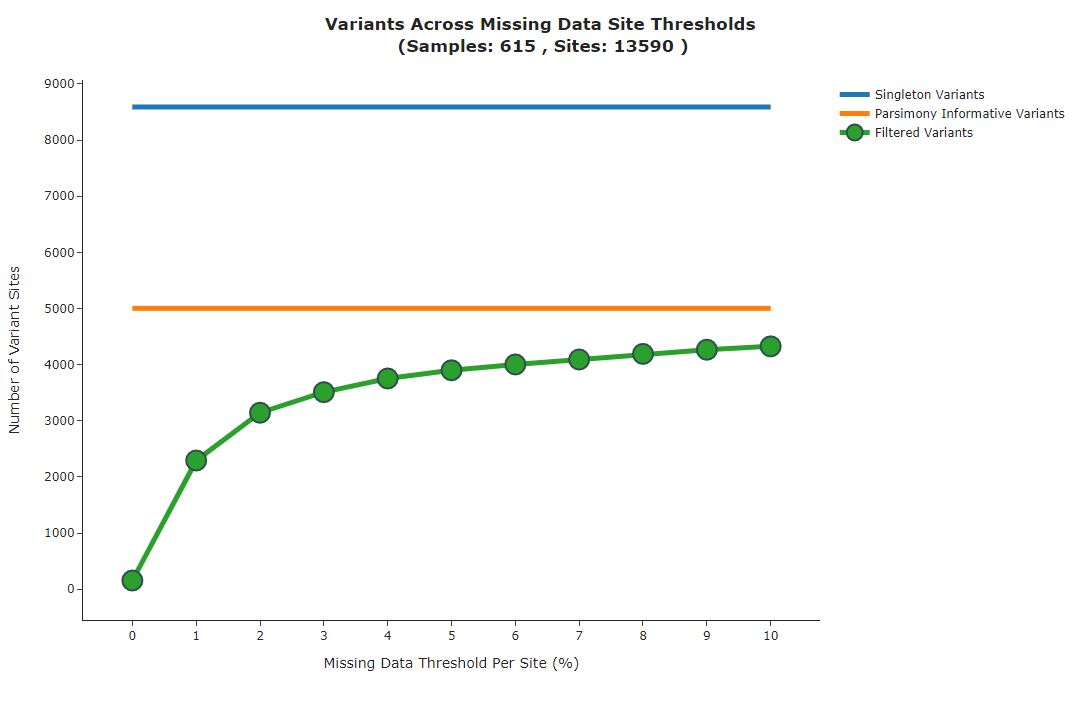 Variants Across Missing Data Site Thresholds
(Samples: 615 , Sites: 13590 )
Number of Variant Sites
9000
8000
7000
6000
5000
4000
3000
2000
1000
0
0 1 2 3 4 5 6 7 8 9 10
Missing Data Threshold Per Site (%)
Singleton Variants
Parsimony Informative Variants
Filtered Variants